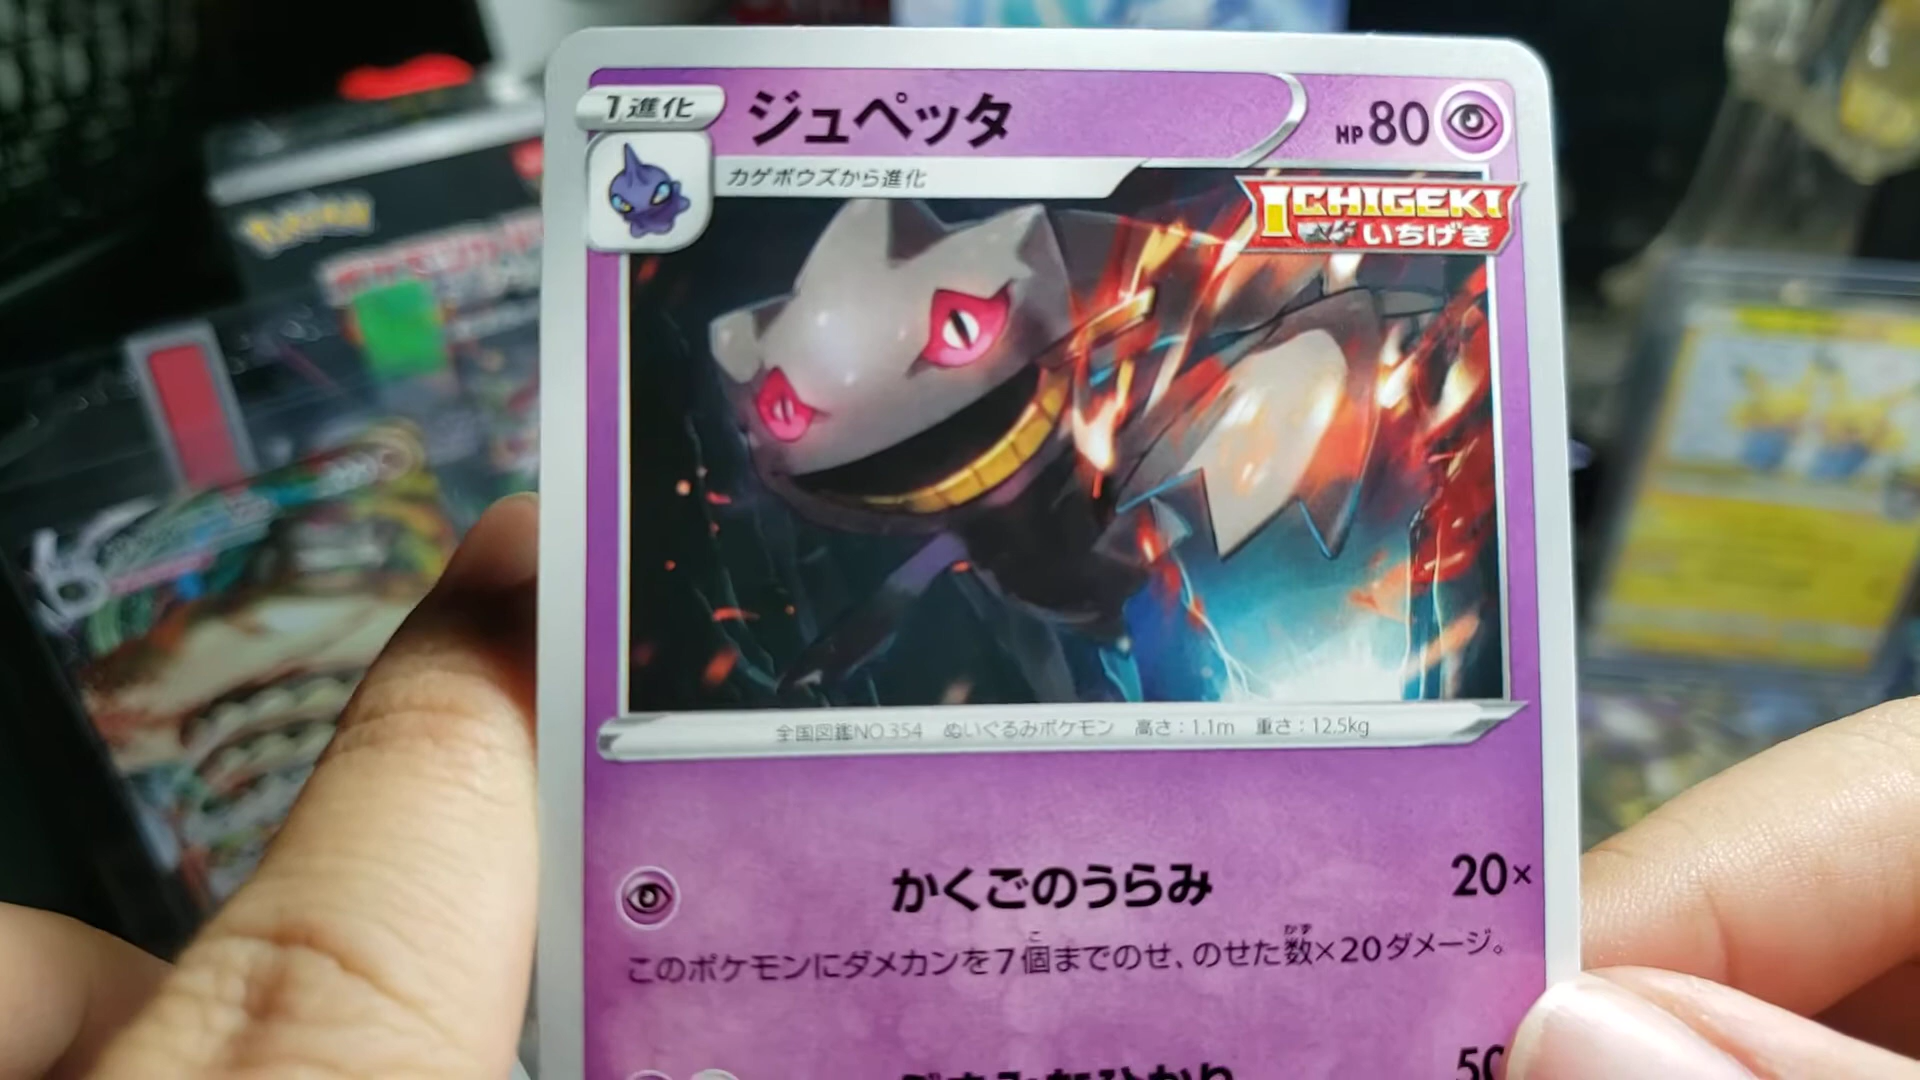 1進化
ジュペッタ
HP80
カゲボウズから進化
ICHIGEKI
いちげき
全国図鑑NO.354 ぬいぐるみポケモン 高さ:1.1m 重さ:12.5kg
かくごのうらみ
20×
このポケモンにダメカンを7個までのせ、のせた数×20ダメージ。
50
Pokémon